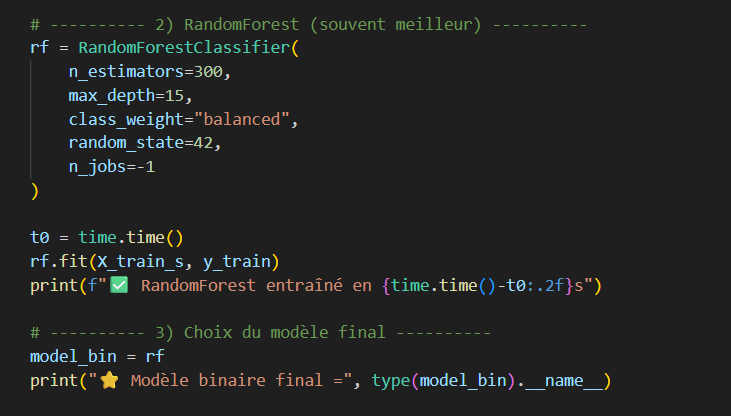 # ---------- 2) RandomForest (souvent meilleur) ----------
rf = RandomForestClassifier(
    n_estimators=300,
    max_depth=15,
    class_weight="balanced",
    random_state=42,
    n_jobs=-1
)
t0 = time.time()
rf.fit(X_train_s, y_train)
print(f"✅ RandomForest entraîné en {time.time()-t0:.2f}s")
# ---------- 3) Choix du modèle final ----------
model_bin = rf
print("⭐ Modèle binaire final =", type(model_bin).__name__)